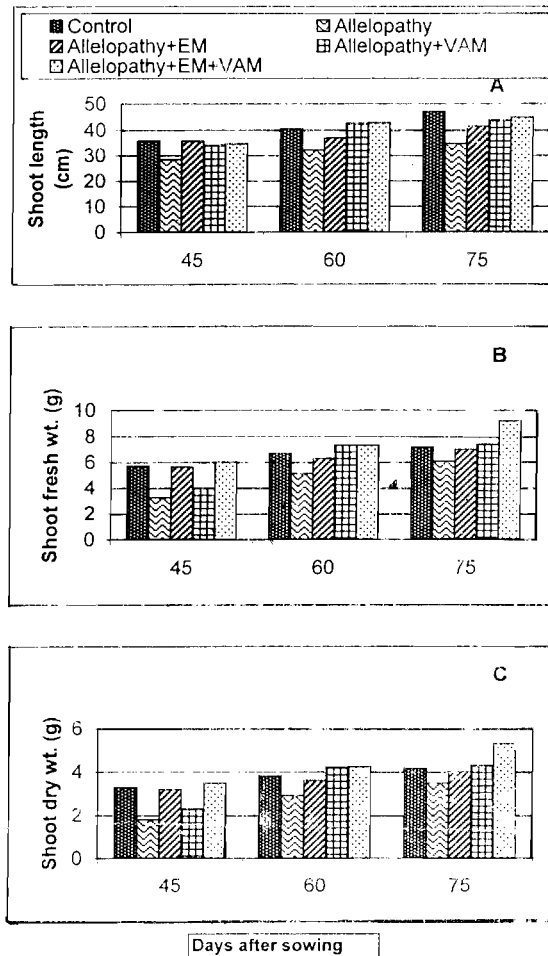 Control Allelopathy
Allelopathy+EM Allelopathy+VAM
Allelopathy+EM+VAM
A
Shoot length
(cm)
50
40
30
20
10
0
45 60 75
B
Shoot fresh wt. (g)
10
8
6
4
2
0
45 60 75
C
Shoot dry wt. (g)
6
4
2
0
45 60 75
Days after sowing